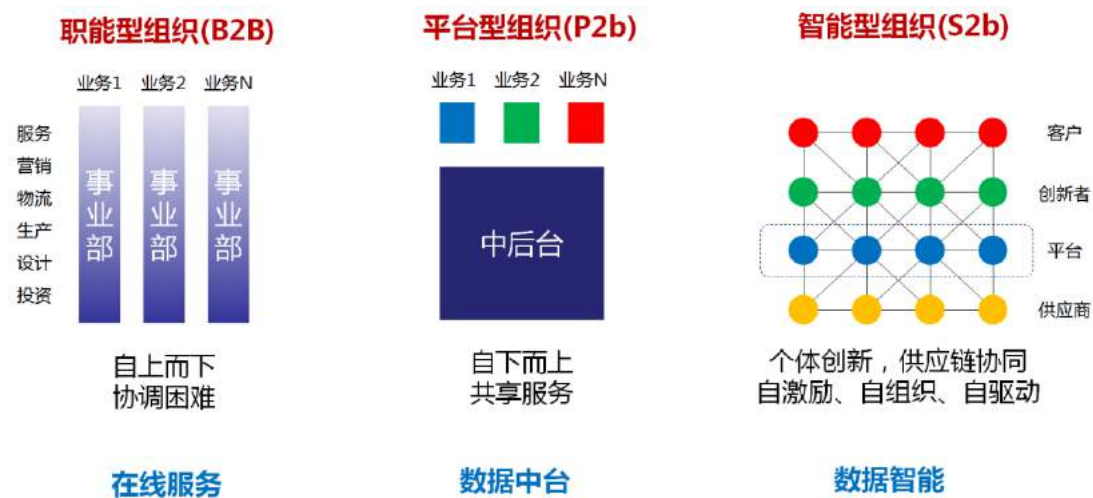 职能型组织(B2B)
业务1 业务2 业务N
服务
营销
物流
生产
设计
投资
事业部
事业部
事业部
自上而下
协调困难
在线服务
平台型组织(P2b)
业务1 业务2 业务N
中后台
自下而上
共享服务
数据中台
智能型组织(S2b)
客户
创新者
平台
供应商
个体创新，供应链协同
自激励、自组织、自驱动
数据智能